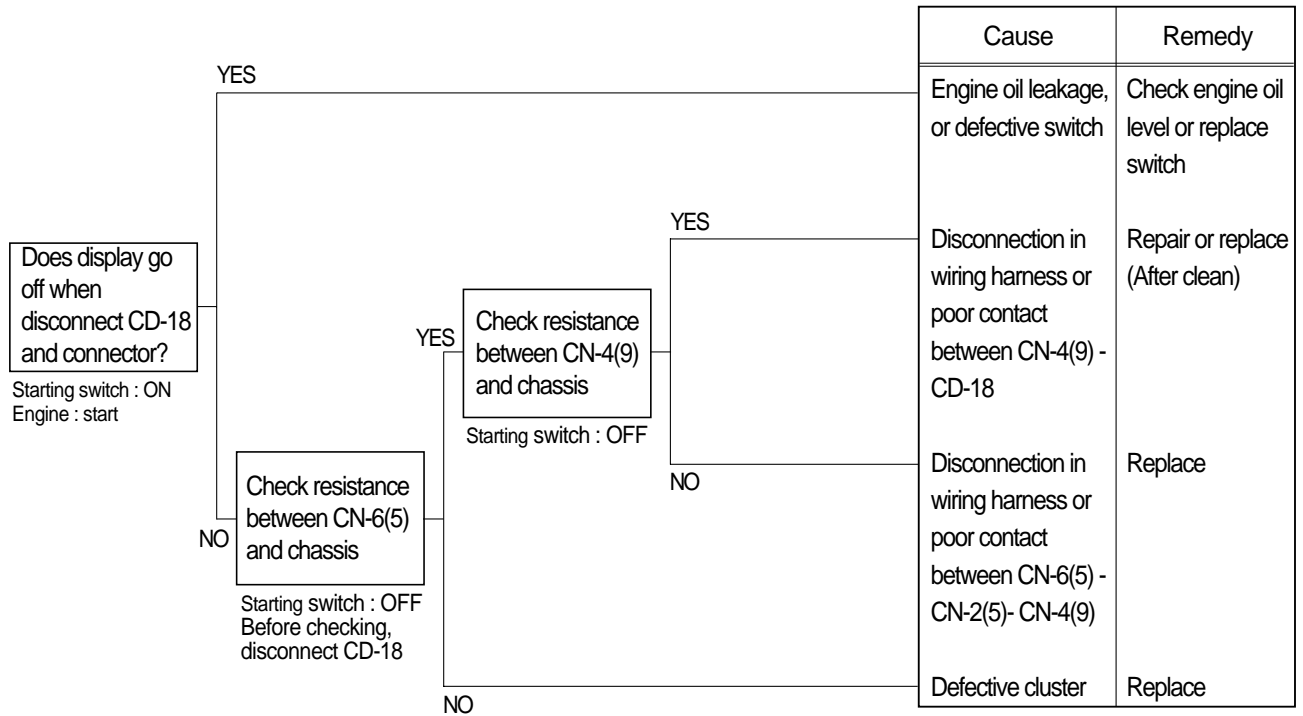 Cause
Remedy
YES
Engine oil leakage,
or defective switch
Check engine oil
level or replace
switch
Does display go
off when
disconnect CD-18
and connector?
Starting switch : ON
Engine : start
YES
Check resistance
between CN-4(9)
and chassis
Starting switch : OFF
YES
Disconnection in
wiring harness or
poor contact
between CN-4(9) -
CD-18
Repair or replace
(After clean)
NO
Disconnection in
wiring harness or
poor contact
between CN-6(5) -
CN-2(5)- CN-4(9)
Replace
NO
Check resistance
between CN-6(5)
and chassis
Starting switch : OFF
Before checking,
disconnect CD-18
NO
Defective cluster
Replace